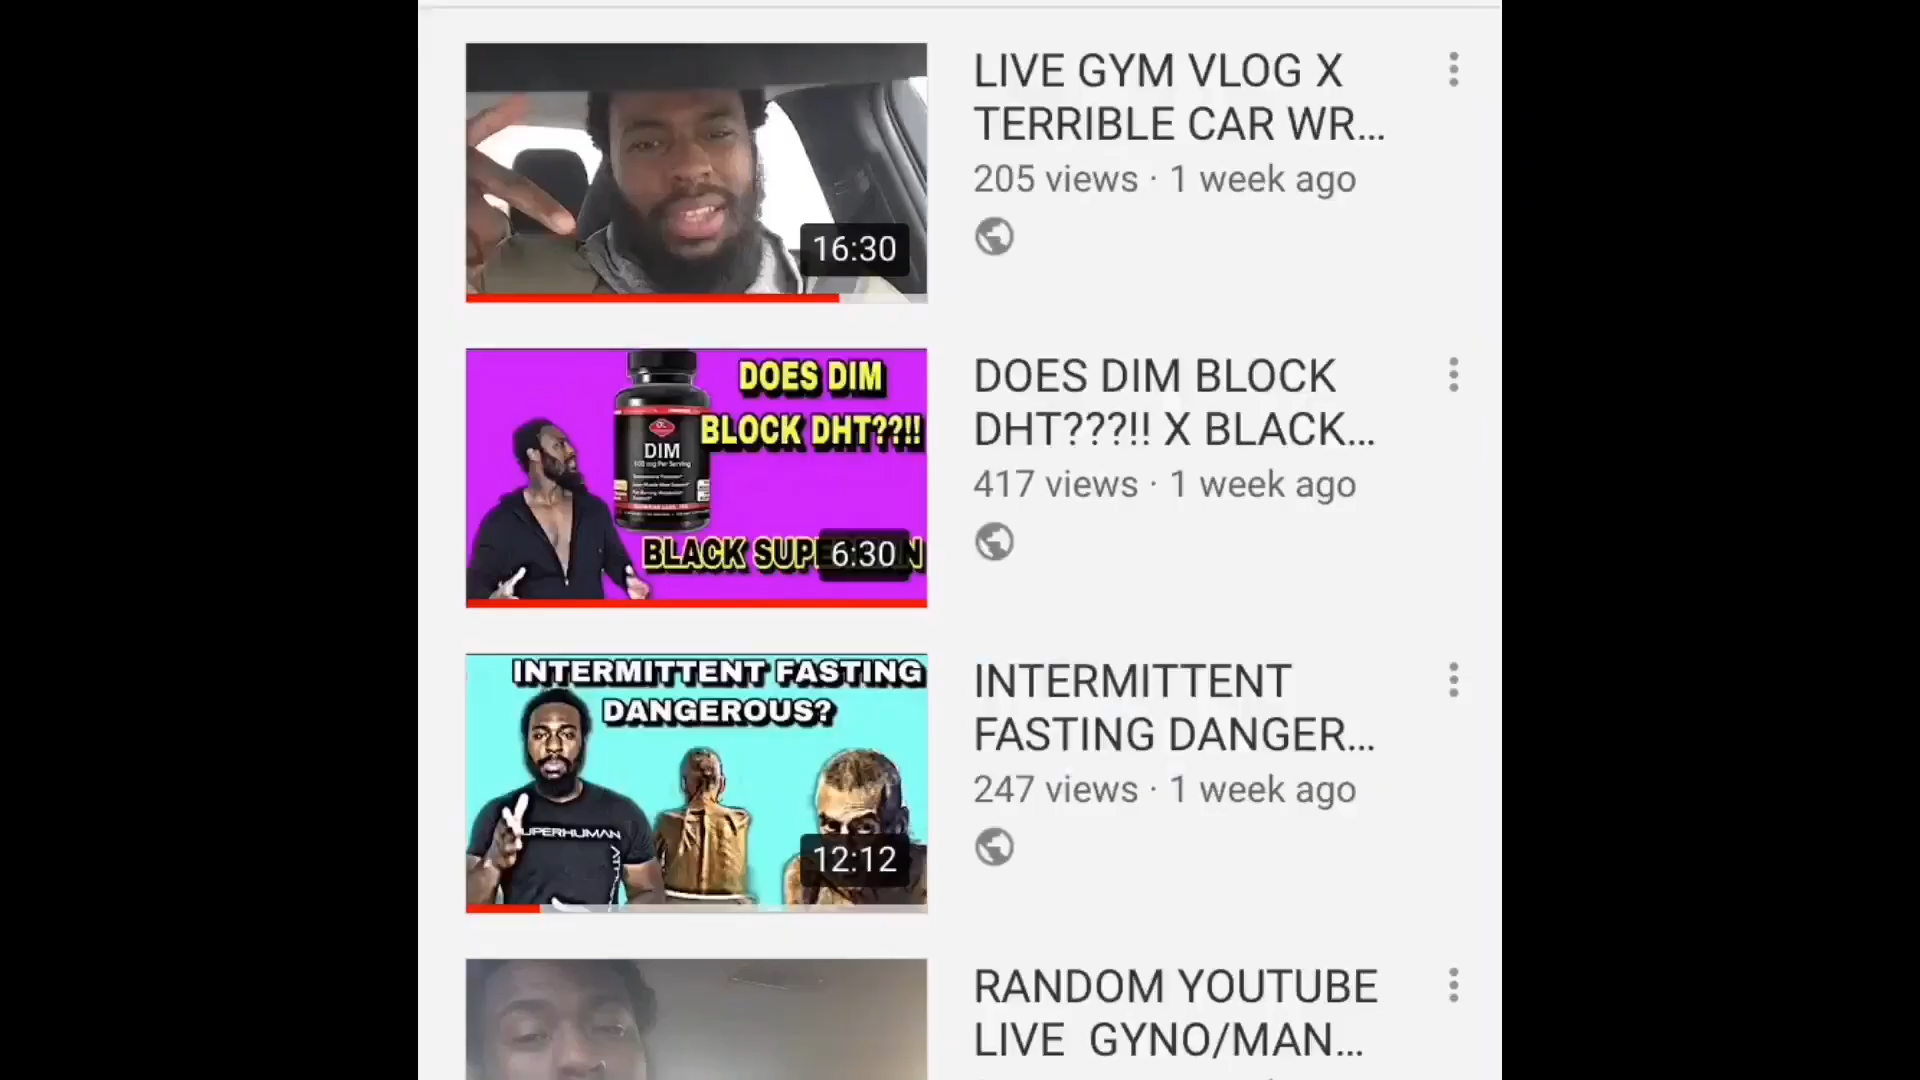 LIVE GYM VLOG X
TERRIBLE CAR WR...
205 views · 1 week ago
16:30
DOES DIM
BLOCK DHT??!!
DIM
BLACK SUPE
6:30
N
DOES DIM BLOCK
DHT???!! X BLACK...
417 views · 1 week ago
INTERMITTENT FASTING
DANGEROUS?
UPERHUMAN
12:12
INTERMITTENT
FASTING DANGER...
247 views · 1 week ago
RANDOM YOUTUBE
LIVE GYNO/MAN...